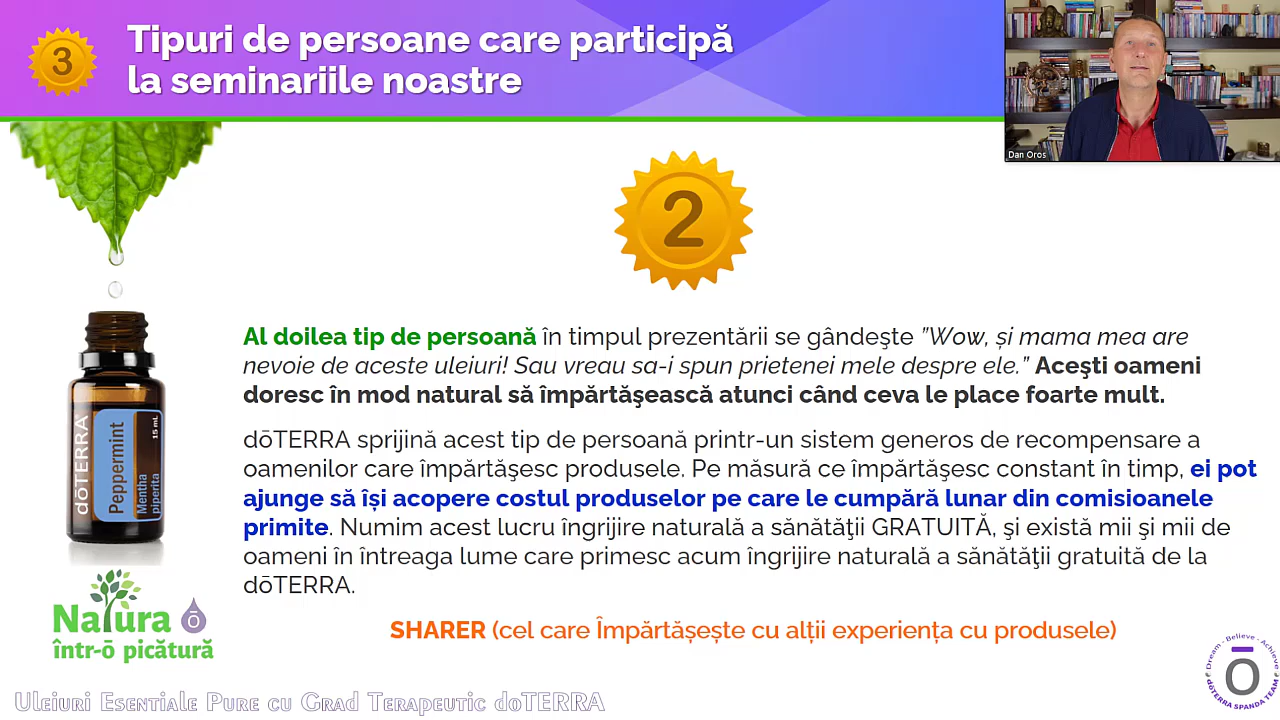 3
Tipuri de persoane care participă
la seminariile noastre
Dan Oros
2
Al doilea tip de persoană în timpul prezentării se gândeşte ”Wow, și mama mea are
nevoie de aceste uleiuri! Sau vreau sa-i spun prietenei mele despre ele.” Aceşti oameni
doresc în mod natural să împărtăşească atunci când ceva le place foarte mult.
dōTERRA sprijină acest tip de persoană printr-un sistem generos de recompensare a
oamenilor care împărtăşesc produsele. Pe măsură ce împărtăşesc constant în timp, ei pot
ajunge să își acopere costul produselor pe care le cumpără lunar din comisioanele
primite. Numim acest lucru îngrijire naturală a sănătăţii GRATUITĂ, şi există mii şi mii de
oameni în întreaga lume care primesc acum îngrijire naturală a sănătăţii gratuită de la
dōTERRA.
SHARER (cel care Împărtășește cu alții experiența cu produsele)
dōTERRA
Peppermint
Mentha
piperita
15 mL
Natura ō
într-ō picătură
Uleiuri Esentiale Pure cu Grad Terapeutic doTERRA
Dream - Believe - Achieve
ō
dōTERRA SPANDA TEAM